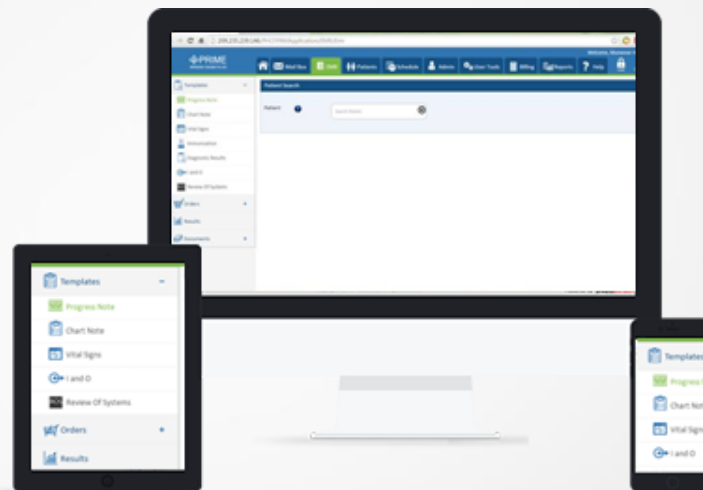 PRIME
Mail Box
EMR
Patients
Schedule
Admin
User Tools
Billing
Reports
Help
Templates
Progress Note
Chart Note
Vital Signs
Immunization
Diagnostic Results
I and O
Review Of Systems
Orders
Results
Documents
Patient Search
Patient
Templates
Progress Note
Chart Note
Vital Signs
I and O
Review Of Systems
Orders
Results
Templates
Chart
Vital Signs
I and O